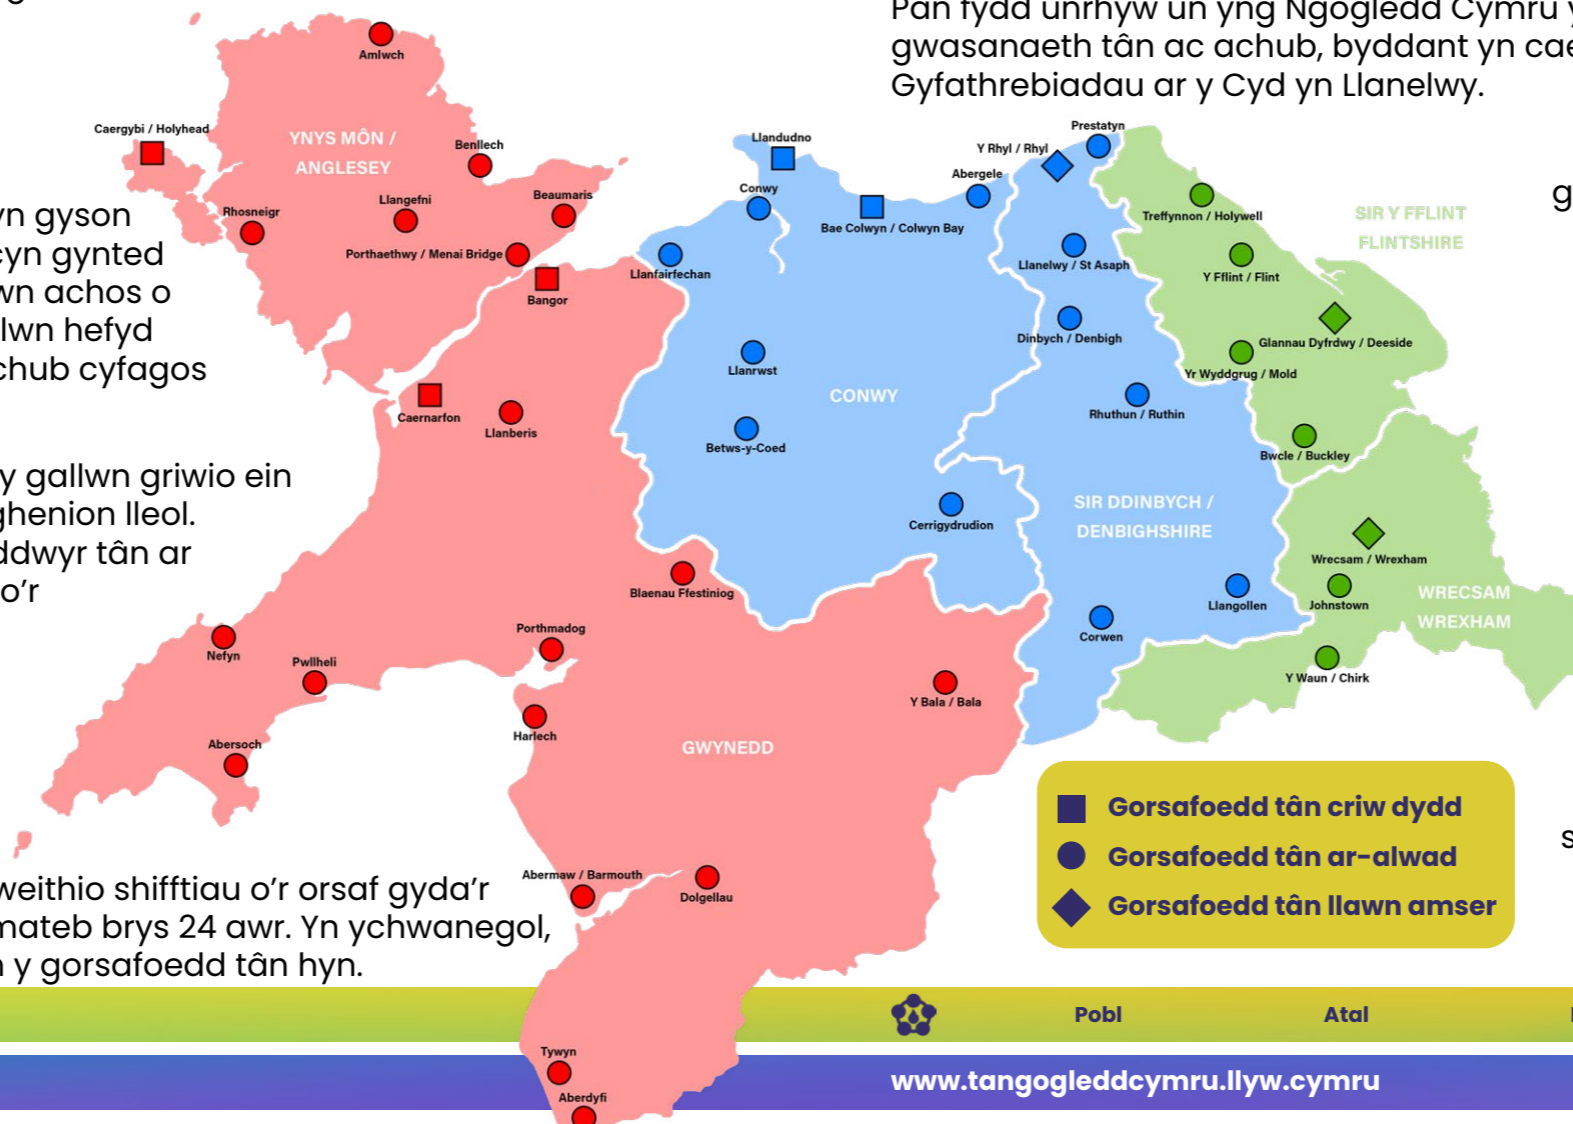 Pan fydd unrhyw un yng Ngogledd Cymru
gwasanaeth tân ac achub, byddant yn cae
Gyfathrebiadau ar y Cyd yn Llanelwy.
yn gyson
cyn gynted
wn achos o
lwn hefyd
chub cyfagos
y gallwn griwio ein
ghenion lleol.
ddwyr tân ar
o'r
weithio shifftiau o'r orsaf gyda'r
mateb brys 24 awr. Yn ychwanegol,
n y gorsafoedd tân hyn.
Amlwch
Caergybi / Holyhead
YNYS MÔN /
ANGLESEY
Benllech
Llangefni
Beaumaris
Rhosneigr
Porthaethwy / Menai Bridge
Bangor
Caernarfon
Llanberis
Blaenau Ffestiniog
Nefyn
Porthmadog
Pwllheli
Y Bala / Bala
Harlech
Abersoch
GWYNEDD
Abermaw / Barmouth
Dolgellau
Tywyn
Aberdyfi
Llandudno
Conwy
Bae Colwyn / Colwyn Bay
Abergele
Llanfairfechan
Llanrwst
CONWY
Betws-y-Coed
Cerrigydrudion
Prestatyn
Y Rhyl / Rhyl
Llanelwy / St Asaph
Dinbych / Denbigh
Rhuthun / Ruthin
SIR DDINBYCH /
DENBIGHSHIRE
Llangollen
Corwen
Treffynnon / Holywell
SIR Y FFLINT
FLINTSHIRE
Y Fflint / Flint
Glannau Dyfrdwy / Deeside
Yr Wyddgrug / Mold
Bwcle / Buckley
Wrecsam / Wrexham
Johnstown
WRECSAM
WREXHAM
Y Waun / Chirk
g
s
Gorsafoedd tân criw dydd
Gorsafoedd tân ar-alwad
Gorsafoedd tân llawn amser
Pobl
Atal
www.tangogleddcymru.llyw.cymru